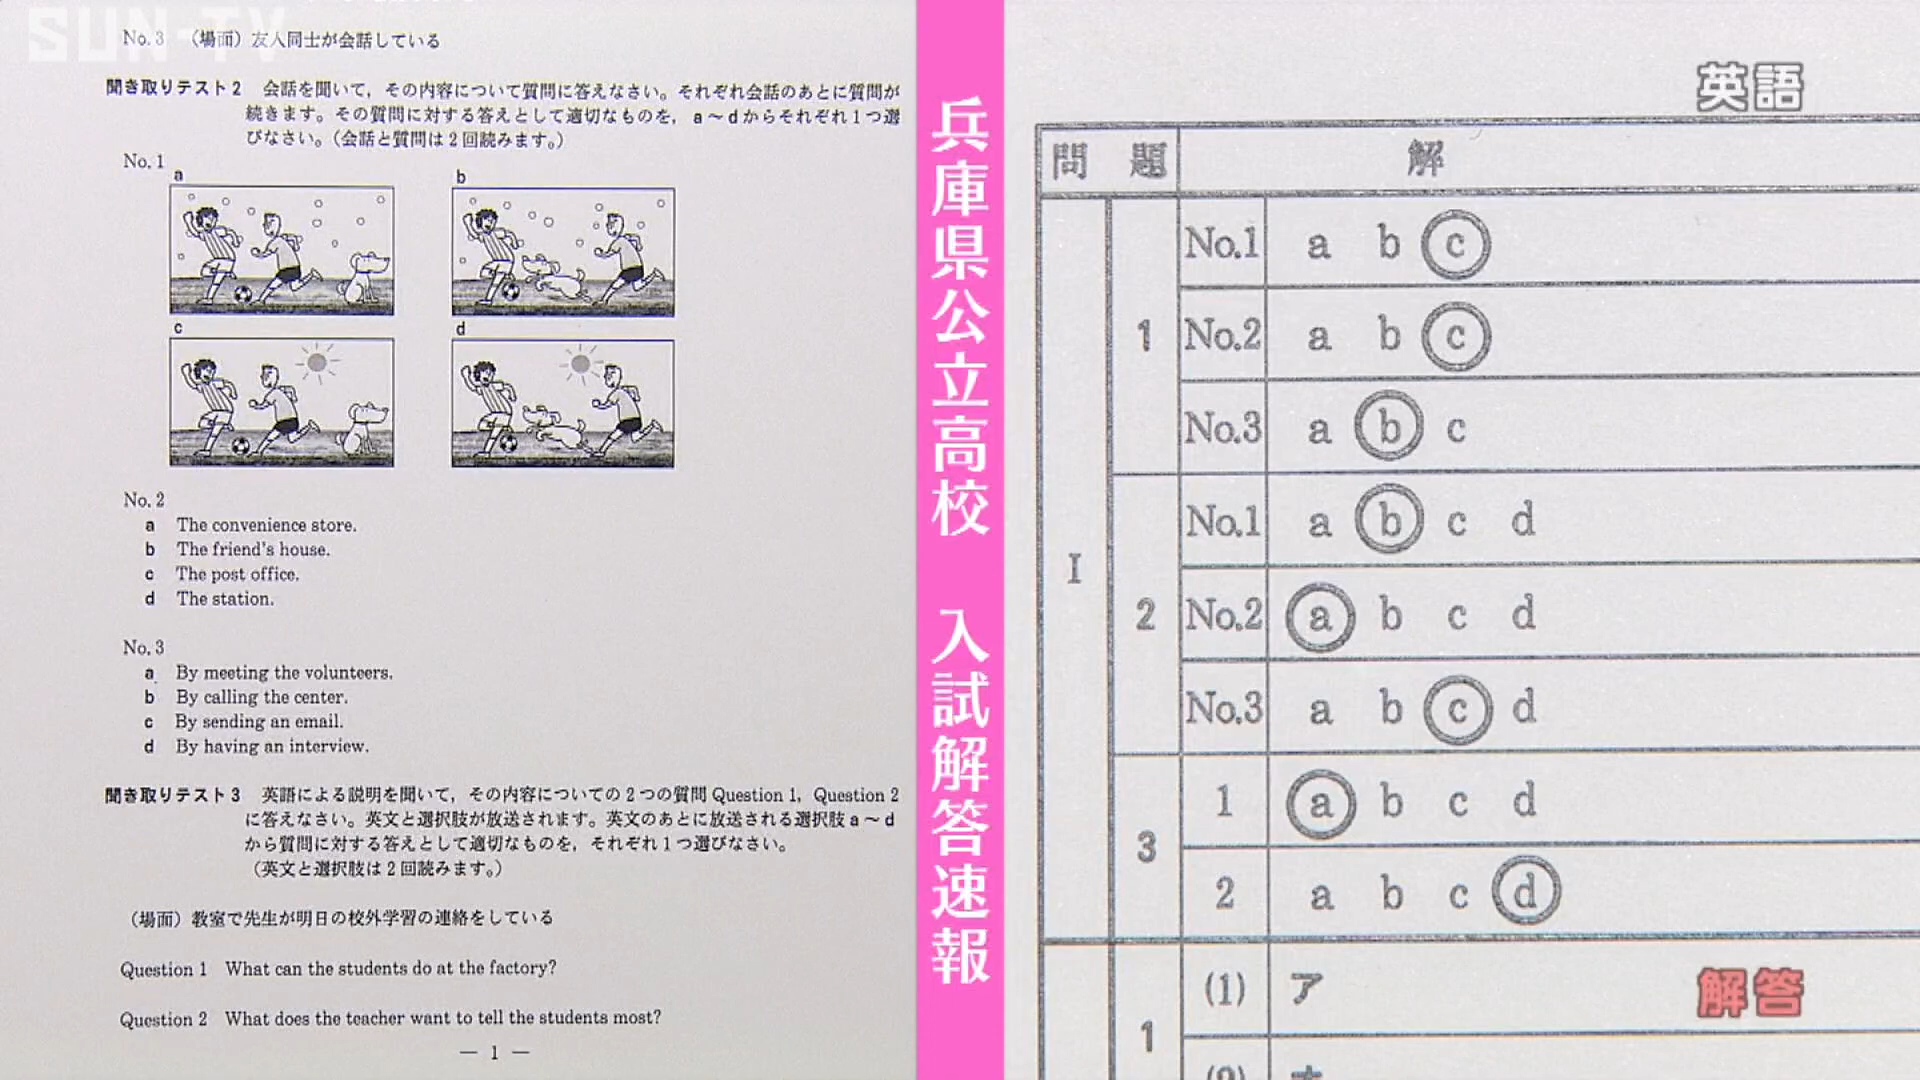 SUN-TV
No. 3 （場面）友人同士が会話している
聞き取りテスト2 会話を聞いて，その内容について質問に答えなさい。それぞれ会話のあとに質問が
続きます。その質問に対する答えとして適切なものを，a～dからそれぞれ1つ選
びなさい。（会話と質問は2回読みます。）
No. 1
a
b
c
d
No. 2
a The convenience store.
b The friend's house.
c The post office.
d The station.
No. 3
a By meeting the volunteers.
b By calling the center.
c By sending an email.
d By having an interview.
聞き取りテスト3 英語による説明を聞いて，その内容についての2つの質問 Question 1，Question 2
に答えなさい。英文と選択肢が放送されます。英文のあとに放送される選択肢a～d
から質問に対する答えとして適切なものを，それぞれ1つ選びなさい。
（英文と選択肢は2回読みます。）
（場面）教室で先生が明日の校外学習の連絡をしている
Question 1 What can the students do at the factory?
Question 2 What does the teacher want to tell the students most?
― 1 ―
兵庫県公立高校 入試解答速報
英語
問 題 解
I
1
No.1 a b c
No.2 a b c
No.3 a b c
2
No.1 a b c d
No.2 a b c d
No.3 a b c d
3
1 a b c d
2 a b c d
1
(1) ア
(2)
解答